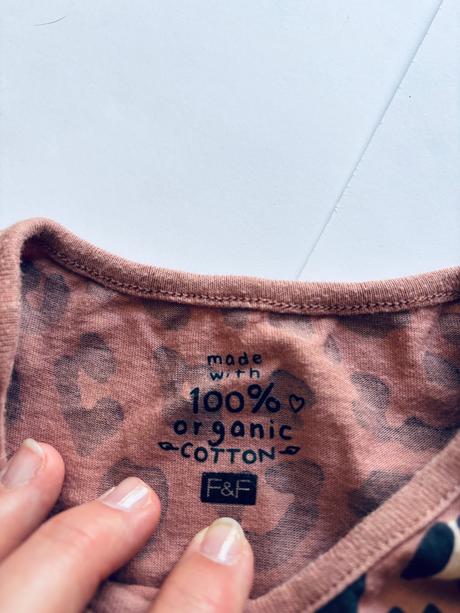 made
with
100%
organic
COTTON
F&F